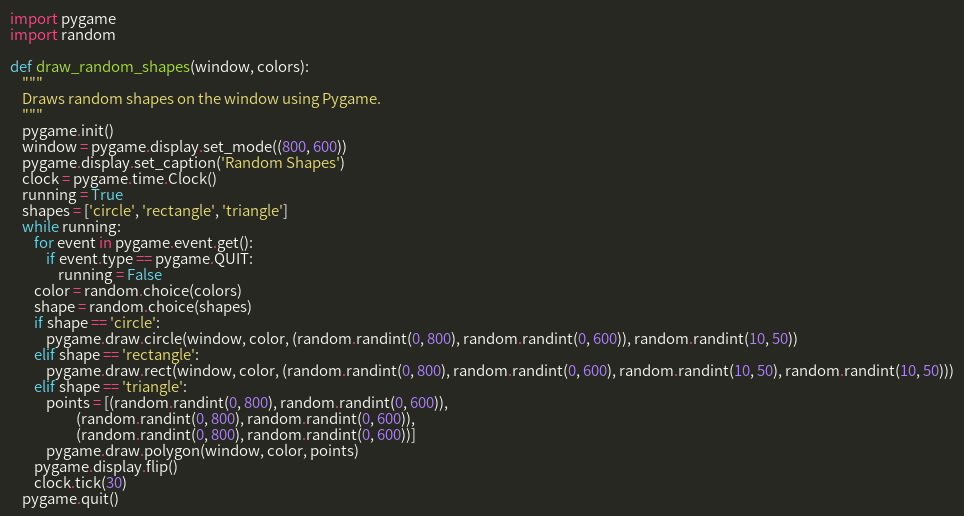 import pygame
import random

def draw_random_shapes(window, colors):
    """
    Draws random shapes on the window using Pygame.
    """
    pygame.init()
    window = pygame.display.set_mode((800, 600))
    pygame.display.set_caption('Random Shapes')
    clock = pygame.time.Clock()
    running = True
    shapes = ['circle', 'rectangle', 'triangle']
    while running:
        for event in pygame.event.get():
            if event.type == pygame.QUIT:
                running = False
        color = random.choice(colors)
        shape = random.choice(shapes)
        if shape == 'circle':
            pygame.draw.circle(window, color, (random.randint(0, 800), random.randint(0, 600)), random.randint(10, 50))
        elif shape == 'rectangle':
            pygame.draw.rect(window, color, (random.randint(0, 800), random.randint(0, 600), random.randint(10, 50), random.randint(10, 50)))
        elif shape == 'triangle':
            points = [(random.randint(0, 800), random.randint(0, 600)),
                      (random.randint(0, 800), random.randint(0, 600)),
                      (random.randint(0, 800), random.randint(0, 600))]
            pygame.draw.polygon(window, color, points)
        pygame.display.flip()
        clock.tick(30)
    pygame.quit()